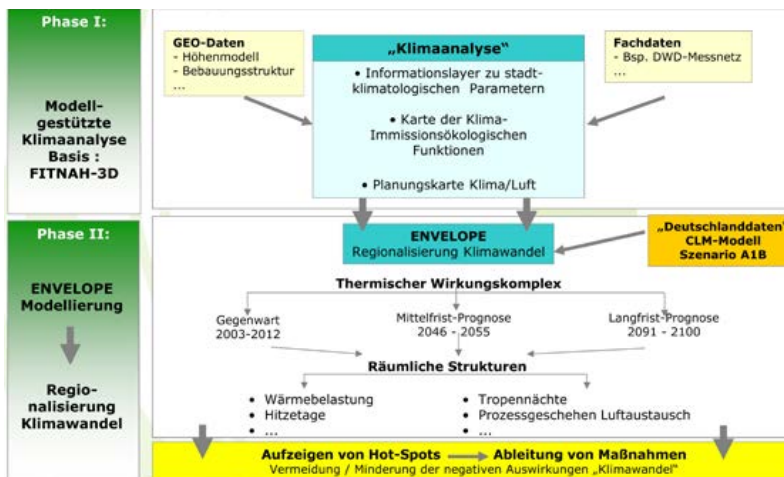 Phase I:
Modell-
gestützte
Klimaanalyse
Basis :
FITNAH-3D
GEO-Daten
- Höhenmodell
- Bebauungsstruktur
...
„Klimaanalyse“
• Informationslayer zu stadt-
klimatologischen Parametern
• Karte der Klima-
Immissionsökologischen
Funktionen
• Planungskarte Klima/Luft
Fachdaten
- Bsp. DWD-Messnetz
...
Phase II:
ENVELOPE
Modellierung
Regio-
nalisierung
Klimawandel
ENVELOPE
Regionalisierung Klimawandel
„Deutschlanddaten“
CLM-Modell
Szenario A1B
Thermischer Wirkungskomplex
Gegenwart
2003-2012
Mittelfrist-Prognose
2046 - 2055
Langfrist-Prognose
2091 - 2100
Räumliche Strukturen
• Wärmebelastung
• Hitzetage
• ...
• Tropennächte
• Prozessgeschehen Luftaustausch
• ...
Aufzeigen von Hot-Spots Ableitung von Maßnahmen
Vermeidung / Minderung der negativen Auswirkungen „Klimawandel“